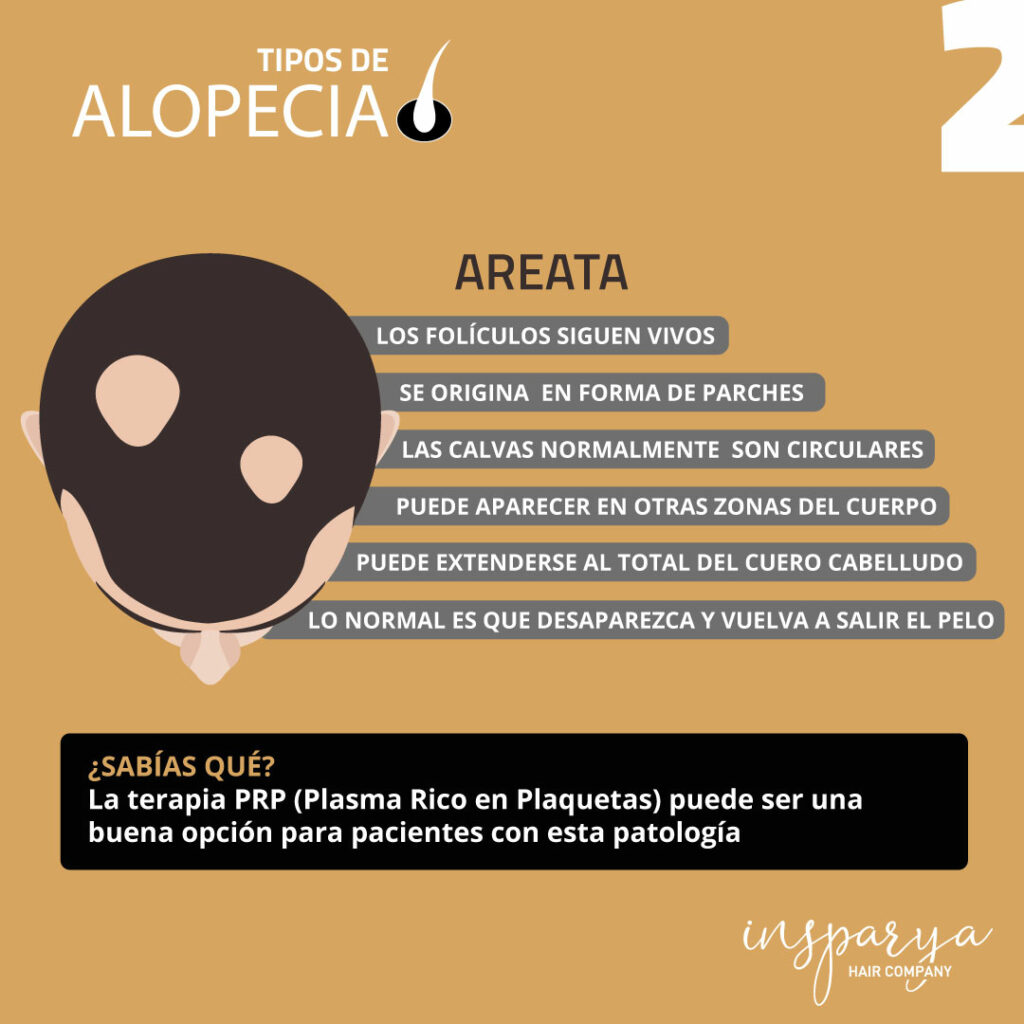 TIPOS DE
ALOPECIA
2
AREATA
LOS FOLÍCULOS SIGUEN VIVOS
SE ORIGINA EN FORMA DE PARCHES
LAS CALVAS NORMALMENTE SON CIRCULARES
PUEDE APARECER EN OTRAS ZONAS DEL CUERPO
PUEDE EXTENDERSE AL TOTAL DEL CUERO CABELLUDO
LO NORMAL ES QUE DESAPAREZCA Y VUELVA A SALIR EL PELO
¿SABÍAS QUÉ?
La terapia PRP (Plasma Rico en Plaquetas) puede ser una
buena opción para pacientes con esta patología
insparya
HAIR COMPANY